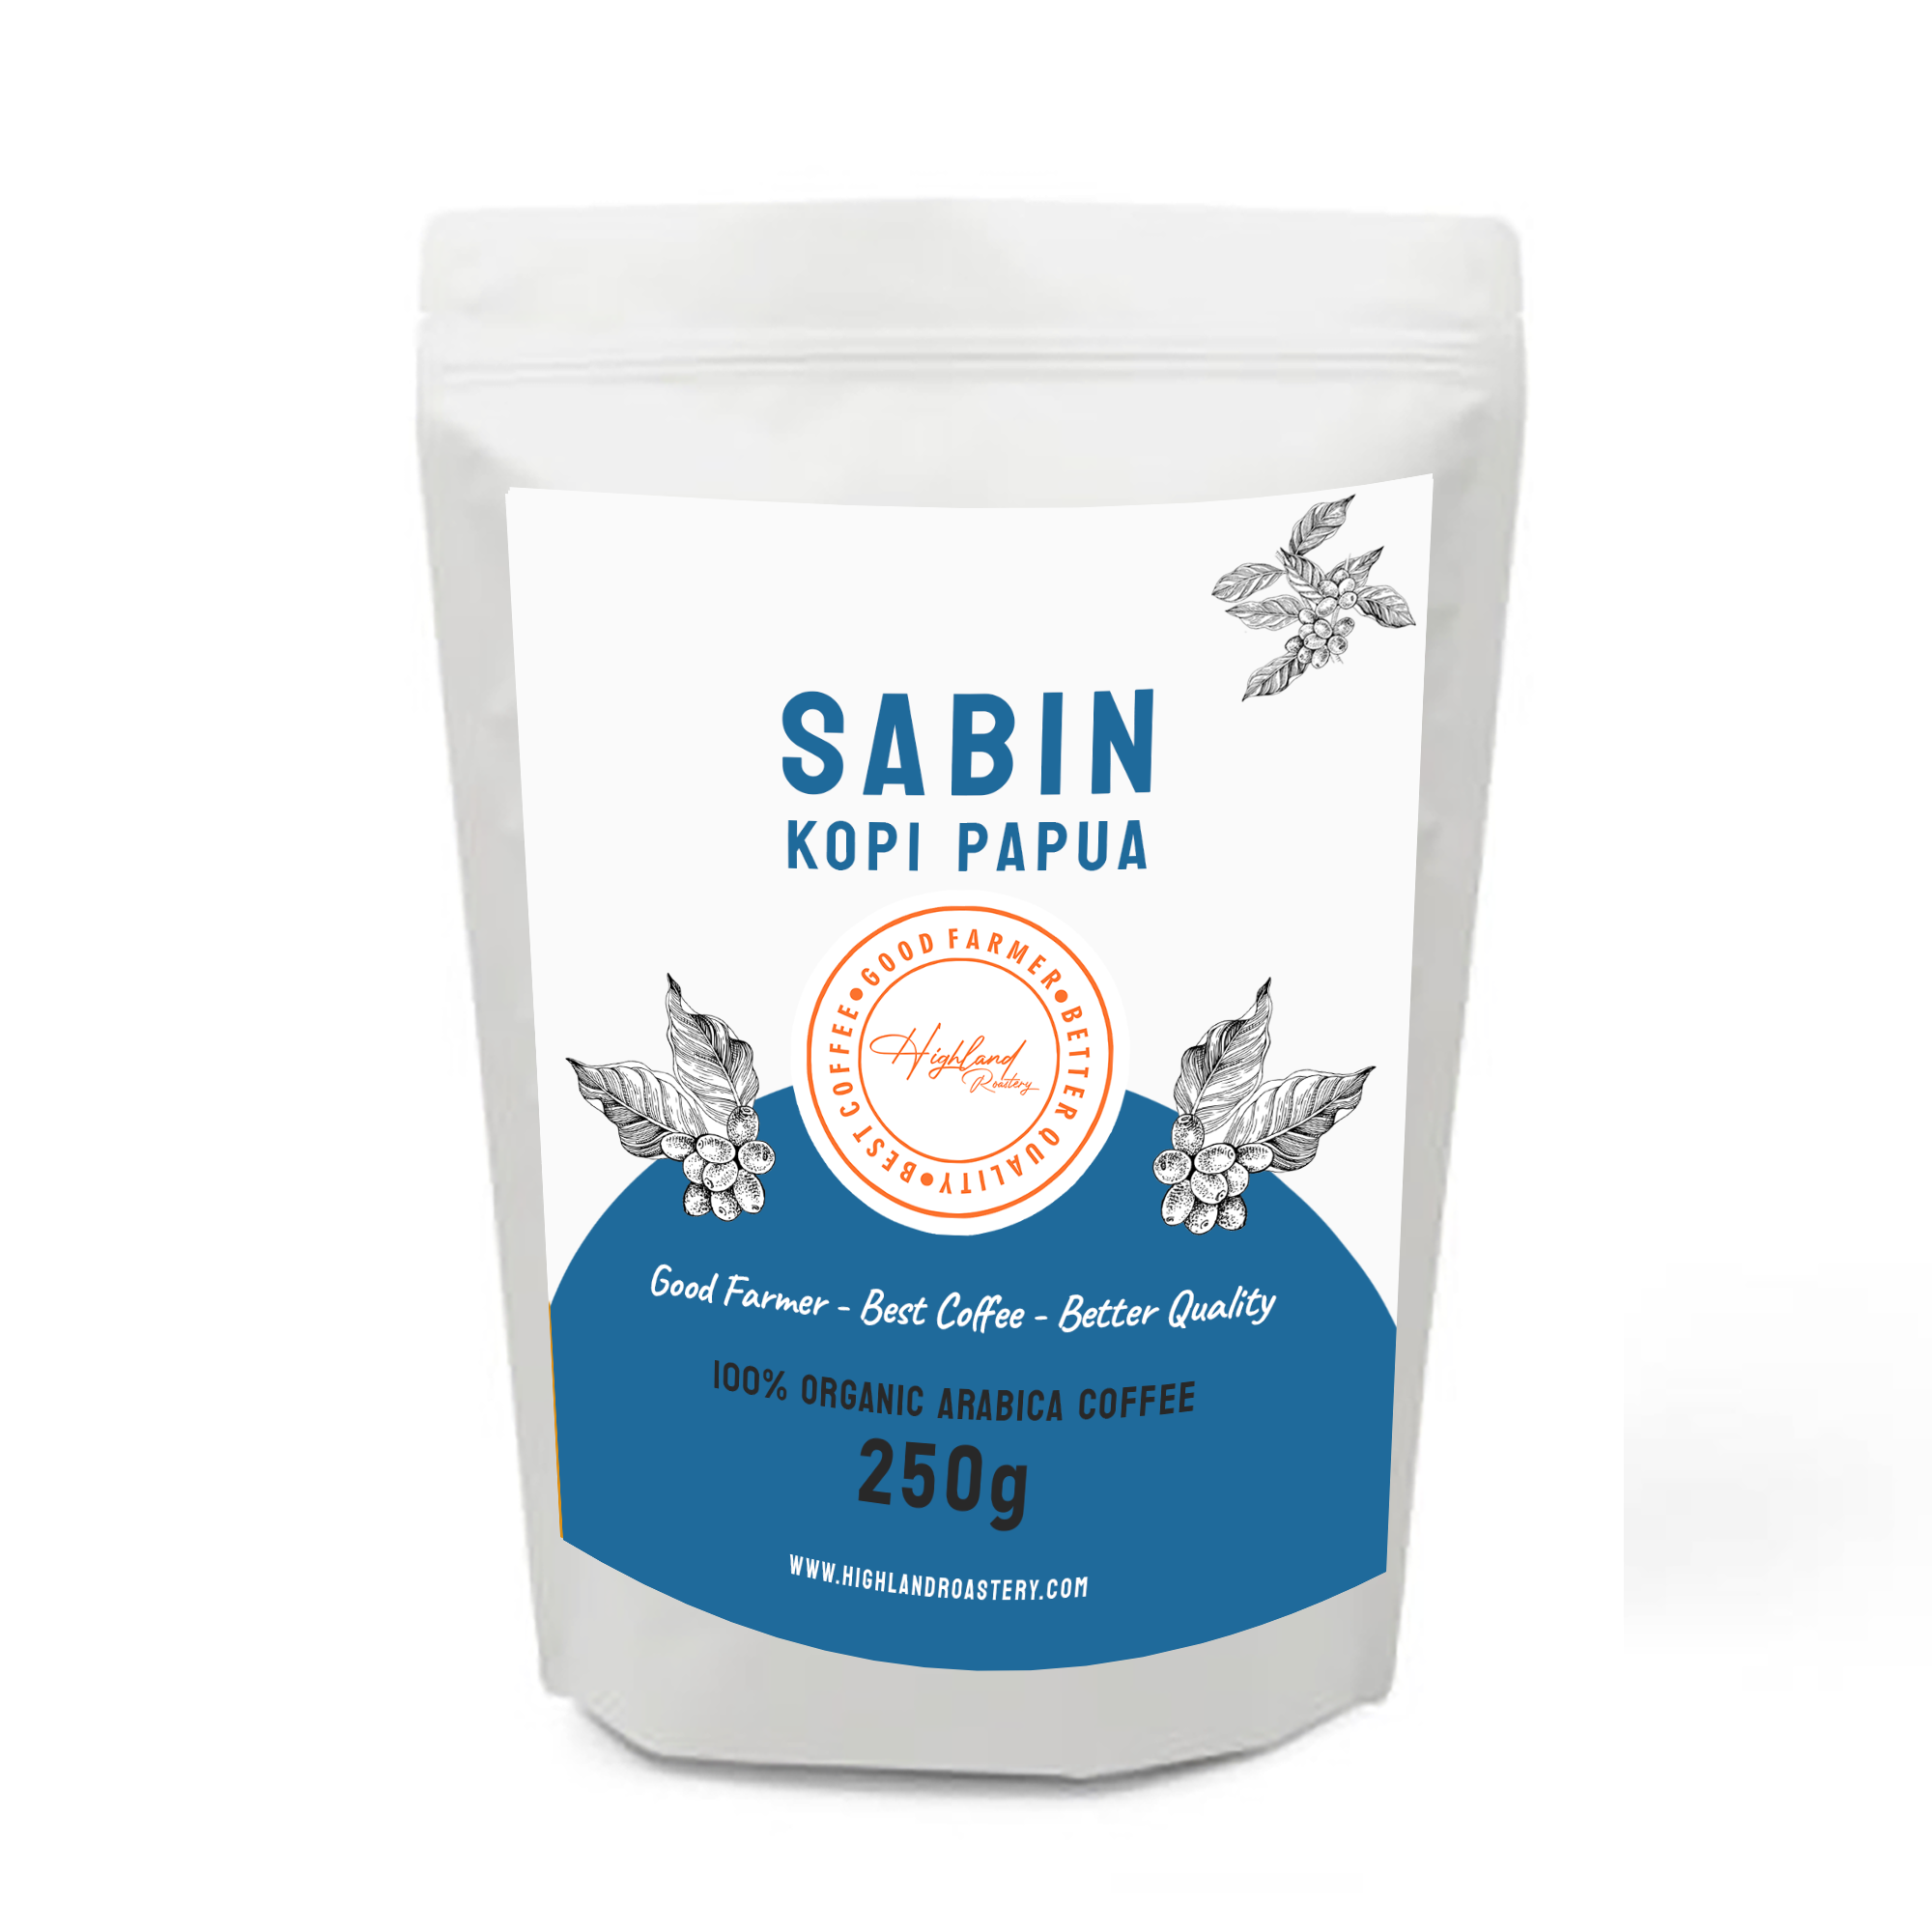 SABIN
KOPI PAPUA
GOOD FARMER•BETTER QUALITY•BEST COFFEE•
Highland
Roastery
Good Farmer - Best Coffee - Better Quality
100% ORGANIC ARABICA COFFEE
250g
WWW.HIGHLANDROASTERY.COM